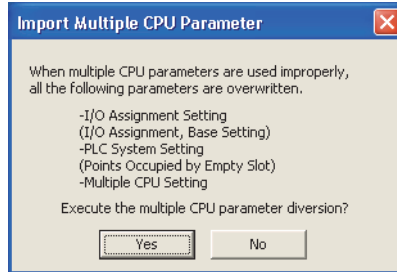 Import Multiple CPU Parameter
When multiple CPU parameters are used improperly,
all the following parameters are overwritten.
-I/O Assignment Setting
(I/O Assignment, Base Setting)
-PLC System Setting
(Points Occupied by Empty Slot)
-Multiple CPU Setting
Execute the multiple CPU parameter diversion?
Yes No